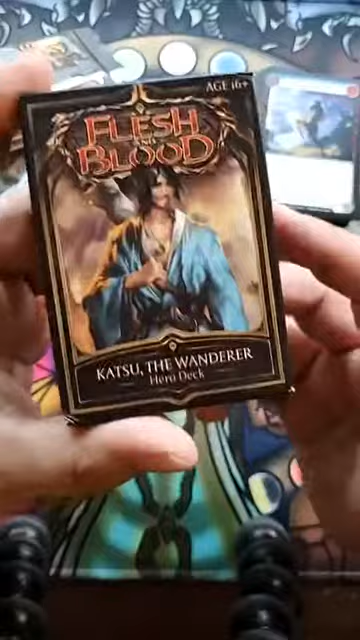 AGE 16+
FLESH
AND
BLOOD
KATSU, THE WANDERER
Hero Deck